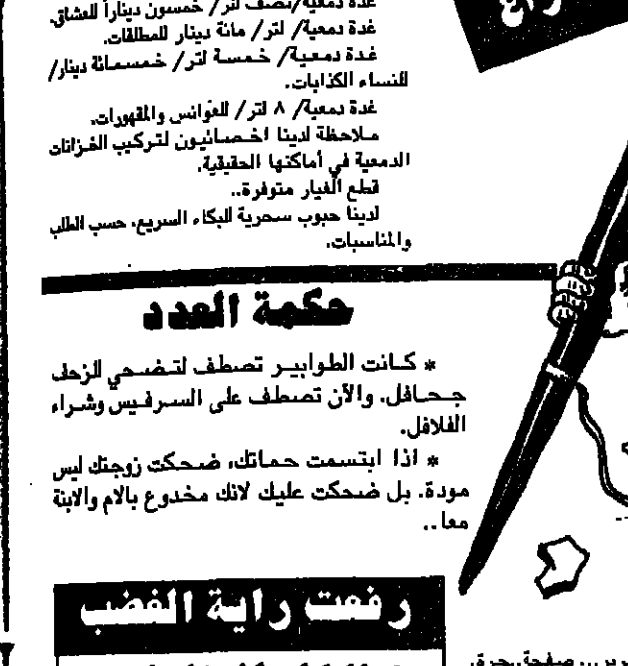 غدة دمعية/نصف لتر/ خمسون ديناراً للعشاق.
غدة دمعية/ لتر/ مائة دينار للمطلقات.
غدة دمعية/ خمسة لتر/ خمسمائة دينار/
للنساء الكذابات.
غدة دمعية/ ٨ لتر/ للعوانس والمقهورات.
ملاحظة لدينا اخصائيون لتركيب الخزانات
الدمعية في أماكنها الحقيقية.
قطع الغيار متوفرة..
لدينا حبوب سحرية للبكاء السريع. حسب الطلب
والمناسبات.
حكمة العدد
* كانت الطوابير تصطف لتضحي لزحف
جحافل. والآن تصطف على السرفيس وشراء
الفلافل.
* اذا ابتسمت حماتك، ضحكت زوجتك ليس
مودة. بل ضحكت عليك لانك مخدوع بالام والابنة
معا..
رفعت راية الغضب
صفحة..